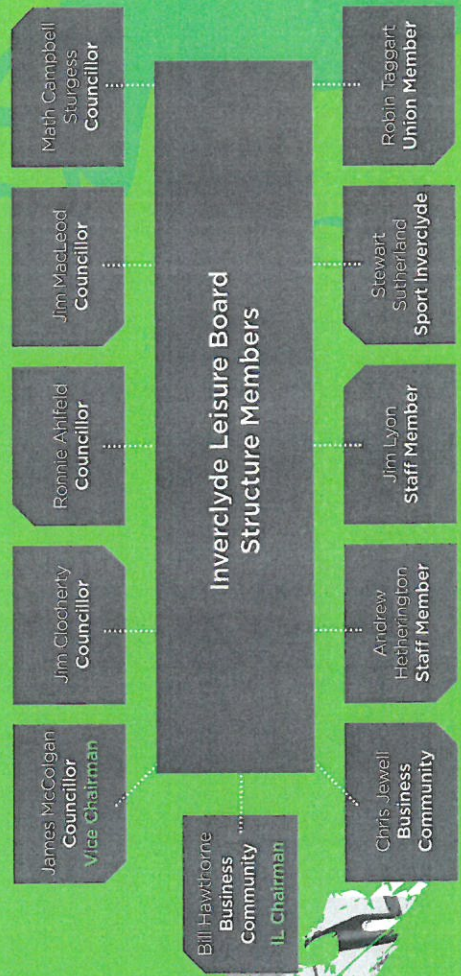 James McColgan
Councillor
Vice Chairman
Jim Clocherty
Councillor
Ronnie Ahlfeld
Councillor
Jim MacLeod
Councillor
Math Campbell
Sturgess
Councillor
Bill Hawthorne
Business
Community
IL Chairman
Inverclyde Leisure Board
Structure Members
Chris Jewell
Business
Community
Andrew
Hetherington
Staff Member
Jim Lyon
Staff Member
Stewart
Sutherland
Sport Inverclyde
Robin Taggart
Union Member